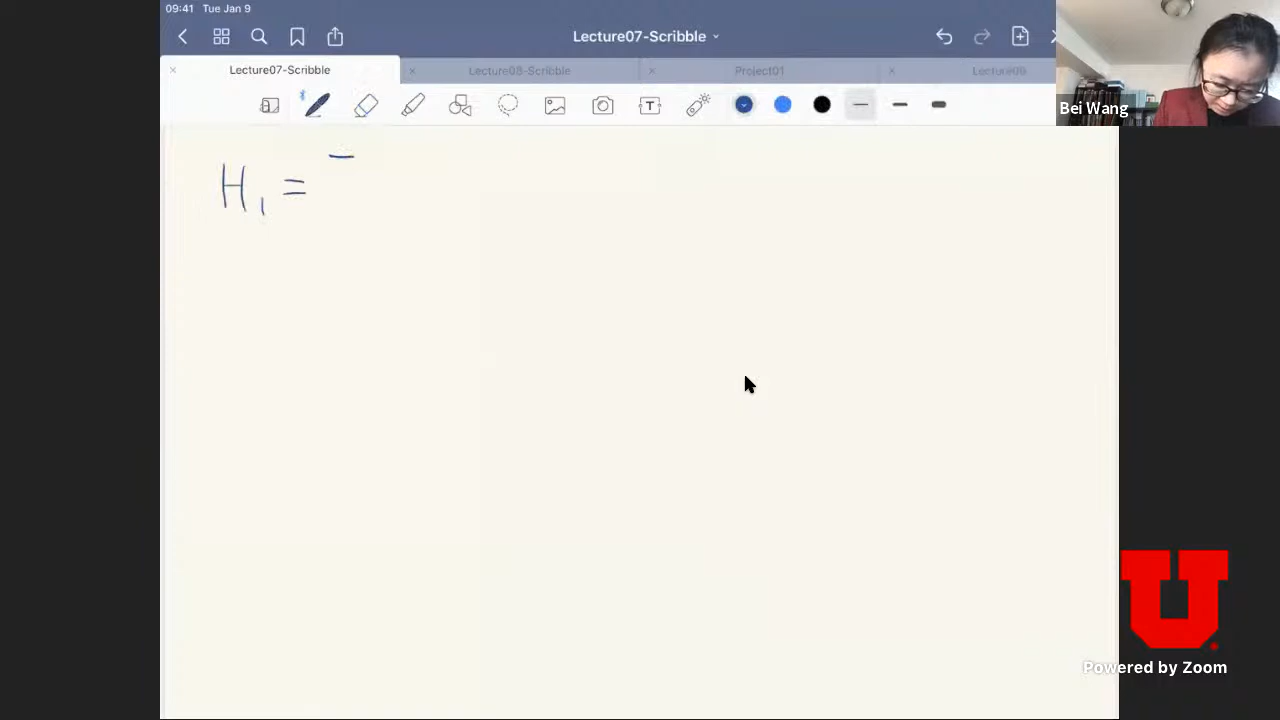 09:41 Tue Jan 9
Lecture07-Scribble
Lecture07-Scribble
Lecture08-Scribble
Project01
Lecture09
T
Bei Wang
H₁ =
U
Powered by Zoom